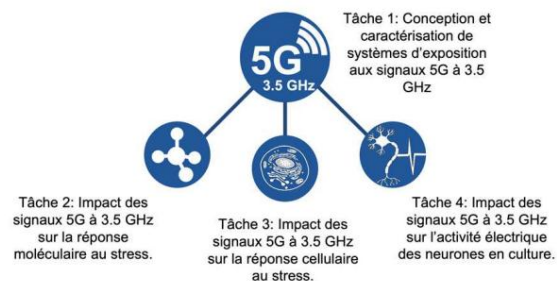 5G
3.5 GHz
Tâche 1: Conception et
caractérisation de
systèmes d'exposition
aux signaux 5G à 3.5
GHz
Tâche 2: Impact des
signaux 5G à 3.5 GHz
sur la réponse
moléculaire au stress.
Tâche 3: Impact des
signaux 5G à 3.5 GHz
sur la réponse cellulaire
au stress.
Tâche 4: Impact des
signaux 5G à 3.5 GHz
sur l'activité électrique
des neurones en culture.